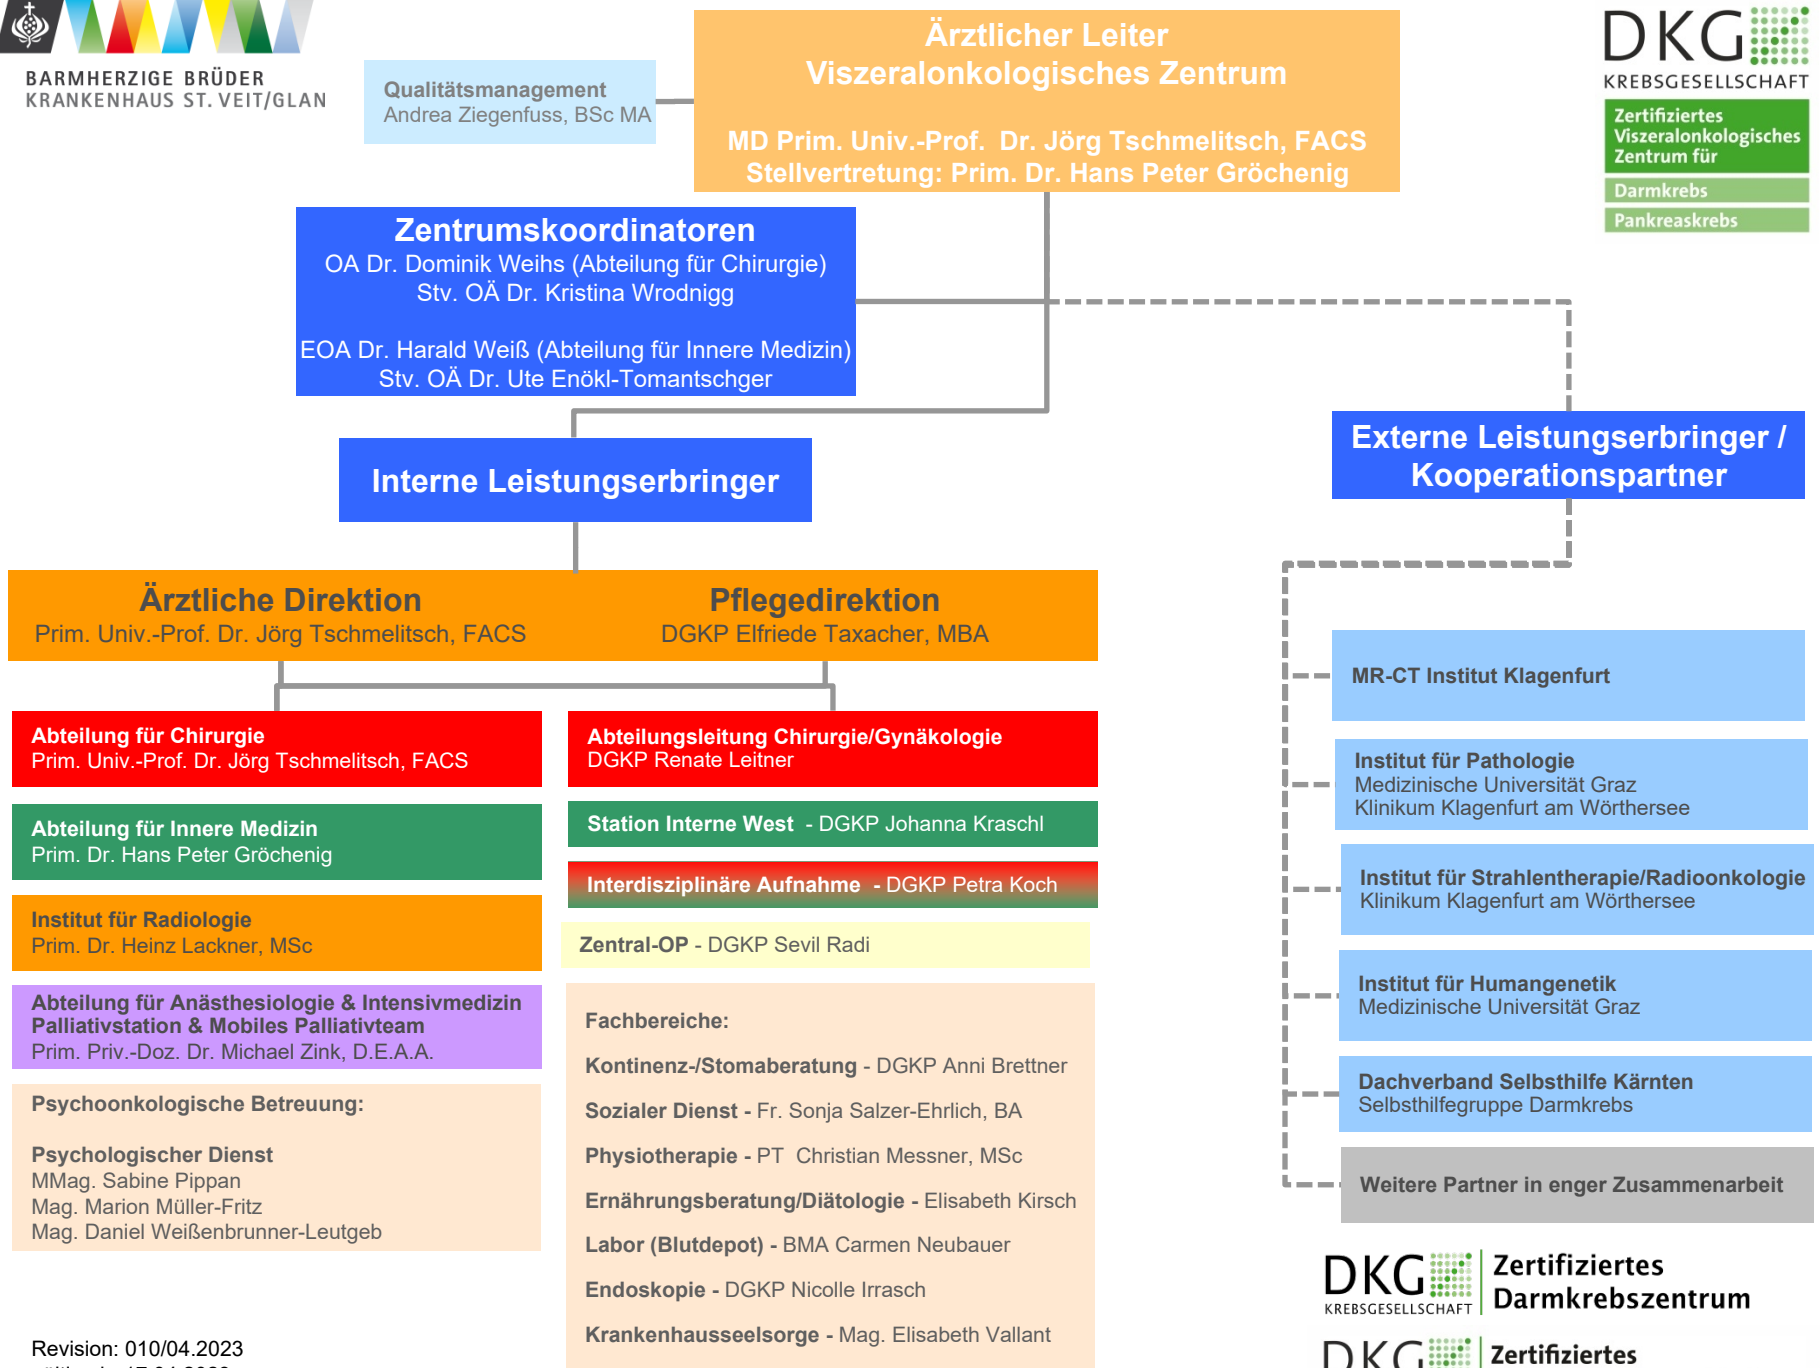 BARMHERZIGE BRÜDER
KRANKENHAUS ST. VEIT/GLAN
Qualitätsmanagement
Andrea Ziegenfuss, BSc MA
Ärztlicher Leiter
Viszeralonkologisches Zentrum
MD Prim. Univ.-Prof. Dr. Jörg Tschmelitsch, FACS
Stellvertretung: Prim. Dr. Hans Peter Gröchenig
DKG
KREBSGESELLSCHAFT
Zertifiziertes
Viszeralonkologisches
Zentrum für
Darmkrebs
Pankreaskrebs
Zentrumskoordinatoren
OA Dr. Dominik Weihs (Abteilung für Chirurgie)
Stv. OÄ Dr. Kristina Wrodnigg
EOA Dr. Harald Weiß (Abteilung für Innere Medizin)
Stv. OÄ Dr. Ute Enökl-Tomantschger
Interne Leistungserbringer
Externe Leistungserbringer /
Kooperationspartner
Ärztliche Direktion
Prim. Univ.-Prof. Dr. Jörg Tschmelitsch, FACS
Pflegedirektion
DGKP Elfriede Taxacher, MBA
Abteilung für Chirurgie
Prim. Univ.-Prof. Dr. Jörg Tschmelitsch, FACS
Abteilung für Innere Medizin
Prim. Dr. Hans Peter Gröchenig
Institut für Radiologie
Prim. Dr. Heinz Lackner, MSc
Abteilung für Anästhesiologie & Intensivmedizin
Palliativstation & Mobiles Palliativteam
Prim. Priv.-Doz. Dr. Michael Zink, D.E.A.A.
Psychoonkologische Betreuung:
Psychologischer Dienst
MMag. Sabine Pippan
Mag. Marion Müller-Fritz
Mag. Daniel Weißenbrunner-Leutgeb
Abteilungsleitung Chirurgie/Gynäkologie
DGKP Renate Leitner
Station Interne West - DGKP Johanna Kraschl
Interdisziplinäre Aufnahme - DGKP Petra Koch
Zentral-OP - DGKP Sevil Radi
Fachbereiche:
Kontinenz-/Stomaberatung - DGKP Anni Brettner
Sozialer Dienst - Fr. Sonja Salzer-Ehrlich, BA
Physiotherapie - PT Christian Messner, MSc
Ernährungsberatung/Diätologie - Elisabeth Kirsch
Labor (Blutdepot) - BMA Carmen Neubauer
Endoskopie - DGKP Nicolle Irrasch
Krankenhausseelsorge - Mag. Elisabeth Vallant
MR-CT Institut Klagenfurt
Institut für Pathologie
Medizinische Universität Graz
Klinikum Klagenfurt am Wörthersee
Institut für Strahlentherapie/Radioonkologie
Klinikum Klagenfurt am Wörthersee
Institut für Humangenetik
Medizinische Universität Graz
Dachverband Selbsthilfe Kärnten
Selbsthilfegruppe Darmkrebs
Weitere Partner in enger Zusammenarbeit
DKG
KREBSGESELLSCHAFT
Zertifiziertes
Darmkrebszentrum
DKG
Zertifiziertes
Revision: 010/04.2023